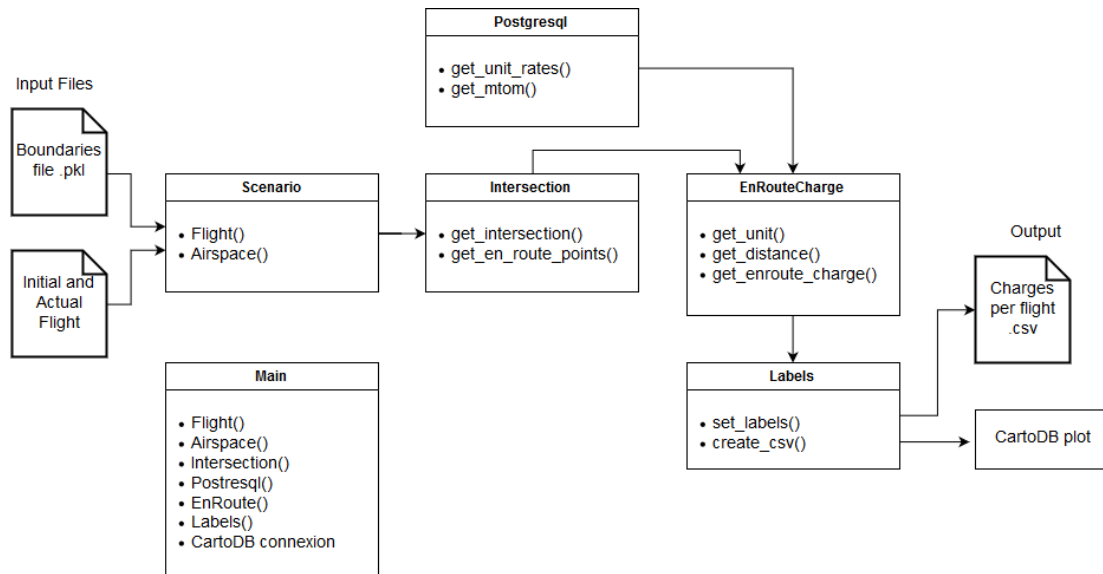 Input Files
Boundaries
file .pkl
Initial and
Actual
Flight
Scenario
• Flight()
• Airspace()
Postgresql
• get_unit_rates()
• get_mtom()
Intersection
• get_intersection()
• get_en_route_points()
EnRouteCharge
• get_unit()
• get_distance()
• get_enroute_charge()
Main
• Flight()
• Airspace()
• Intersection()
• Postresql()
• EnRoute()
• Labels()
• CartoDB connexion
Labels
• set_labels()
• create_csv()
Output
Charges
per flight
.csv
CartoDB plot